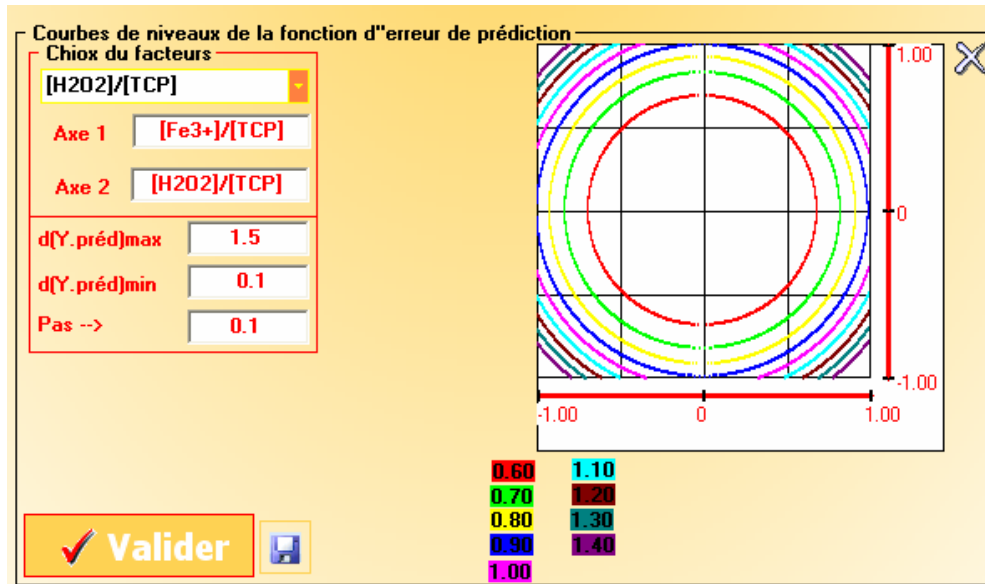 Courbes de niveaux de la fonction d"erreur de prédiction
Chiox du facteurs
[H2O2]/[TCP]
Axe 1 [Fe3+]/[TCP]
Axe 2 [H2O2]/[TCP]
d(Y.préd)max 1.5
d(Y.préd)min 0.1
Pas --> 0.1
1.00
0
-1.00
-1.00 0 1.00
0.60 1.10
0.70 1.20
0.80 1.30
0.90 1.40
1.00
Valider